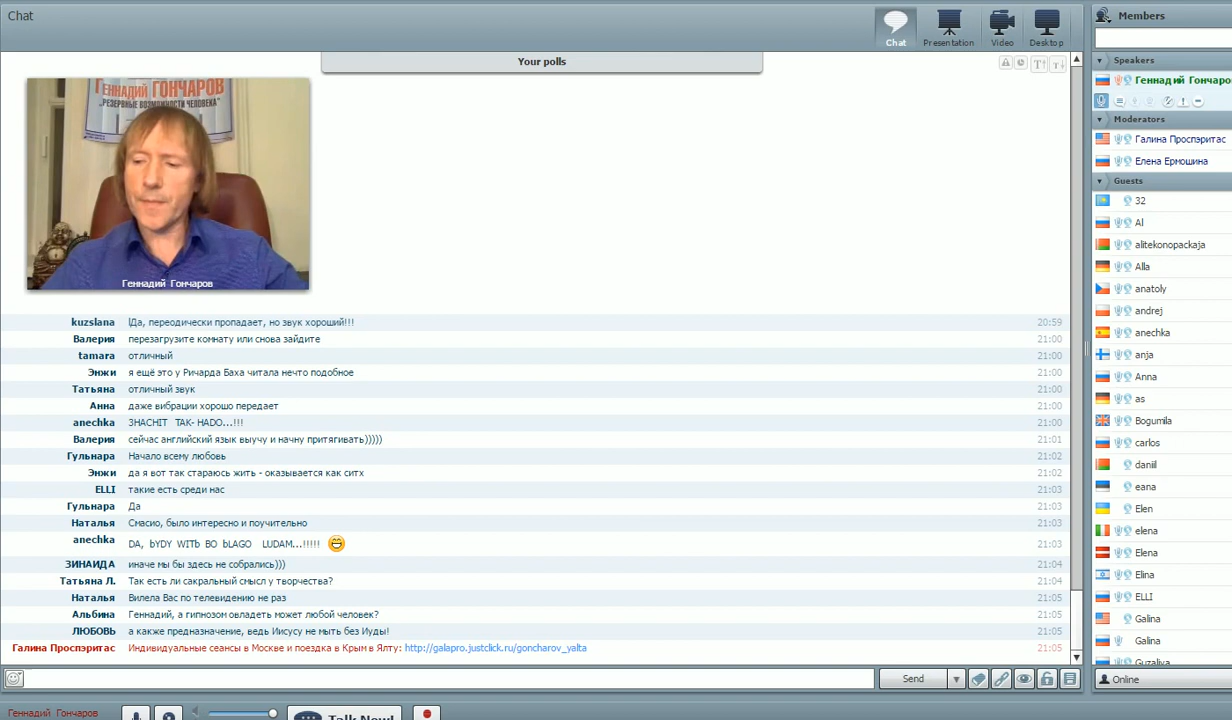 Chat
Chat
Presentation
Video
Desktop
Your polls
ГЕННАДИЙ ГОНЧАРОВ
"РЕЗЕРВНЫЕ ВОЗМОЖНОСТИ ЧЕЛОВЕКА"
Геннадий Гончаров
kuzslana lДа, переодически пропадает, но звук хороший!!! 20:59
Валерия перезагрузите комнату или снова зайдите 21:00
tamara отличный 21:00
Энжи я ещё это у Ричарда Баха читала нечто подобное 21:00
Татьяна отличный звук 21:00
Анна даже вибрации хорошо передает 21:00
anechka ЗHACHIT TAK- HADO...!!! 21:00
Валерия сейчас английский язык выучу и начну притягивать))))) 21:01
Гульнара Начало всему любовь 21:02
Энжи да я вот так стараюсь жить - оказывается как ситх 21:02
ELLI такие есть среди нас 21:03
Гульнара Да 21:03
Наталья Смасио, было интересно и поучительно 21:03
anechka DA, bYDY WITb BO bLAGO LUDAM...!!!!! 21:03
ЗИНАИДА иначе мы бы здесь не собрались))) 21:04
Татьяна Л. Так есть ли сакральный смысл у творчества? 21:04
Наталья Вилела Вас по телевидению не раз 21:05
Альбина Геннадий, а гипнозом овладеть может любой человек? 21:05
ЛЮБОВЬ а какже предназначение, ведь Иисусу не мыть без Иуды! 21:05
Галина Проспэритас Индивидуальные сеансы в Москве и поездка в Крым в Ялту: http://galapro.justclick.ru/goncharov_yalta 21:05
Send
Геннадий Гончаров
Talk Now!
Members
Speakers
Геннадий Гончаро
Moderators
Галина Проспэритас
Елена Ермошина
Guests
32
Al
alitekonopackaja
Alla
anatoly
andrej
anechka
anja
Anna
as
Bogumila
carlos
daniil
eana
Elen
elena
Elena
Elina
ELLI
Galina
Galina
Guzaliya
Online